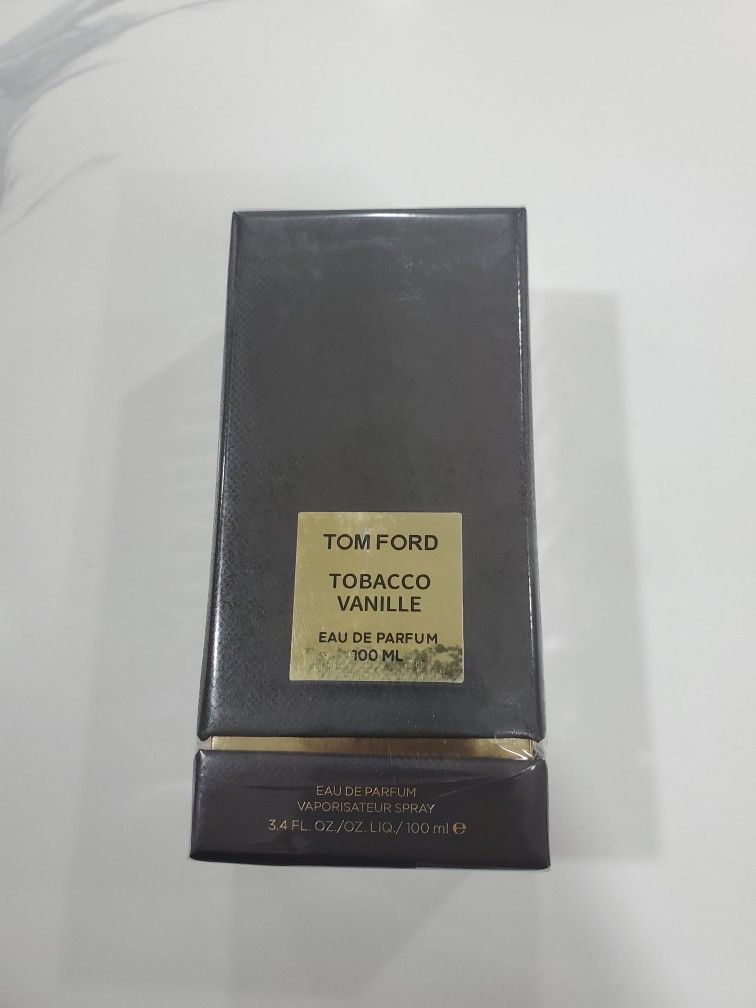 TOM FORD
TOBACCO
VANILLE
EAU DE PARFUM
100 ML
EAU DE PARFUM
VAPORISATEUR SPRAY
3.4 FL. OZ./OZ. LIQ./ 100 ml ℮